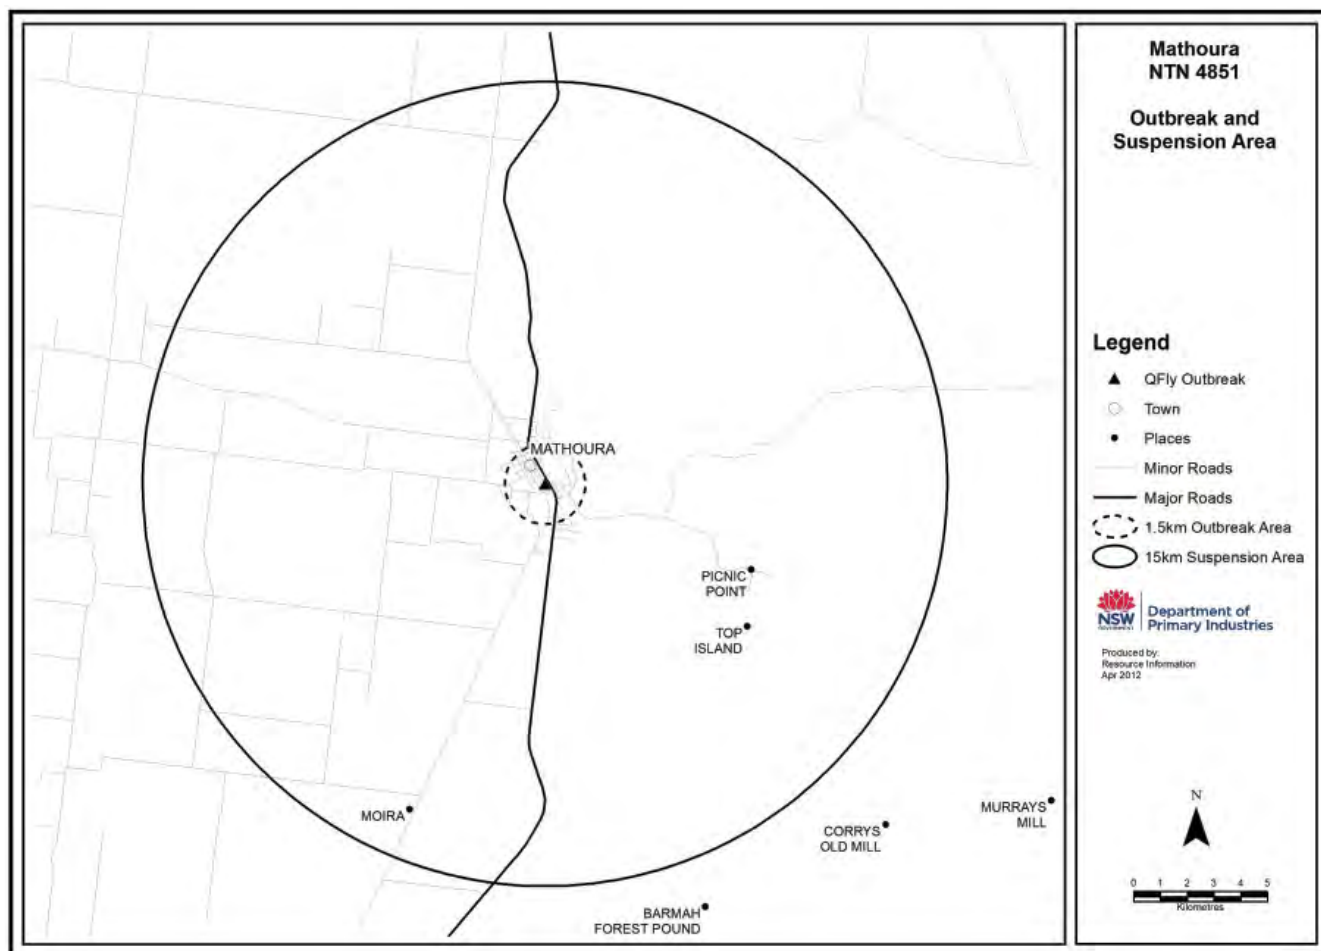 Mathoura
NTN 4851
Outbreak and
Suspension Area
MATHOURA
PICNIC
POINT
TOP
ISLAND
MOIRA
CORRYS
OLD MILL
MURRAYS
MILL
BARMAH
FOREST POUND
Legend
QFly Outbreak
Town
Places
Minor Roads
Major Roads
1.5km Outbreak Area
15km Suspension Area
NSW
GOVERNMENT
Department of
Primary Industries
Produced by:
Resource Information
Apr 2012
N
0 1 2 3 4 5
Kilometres